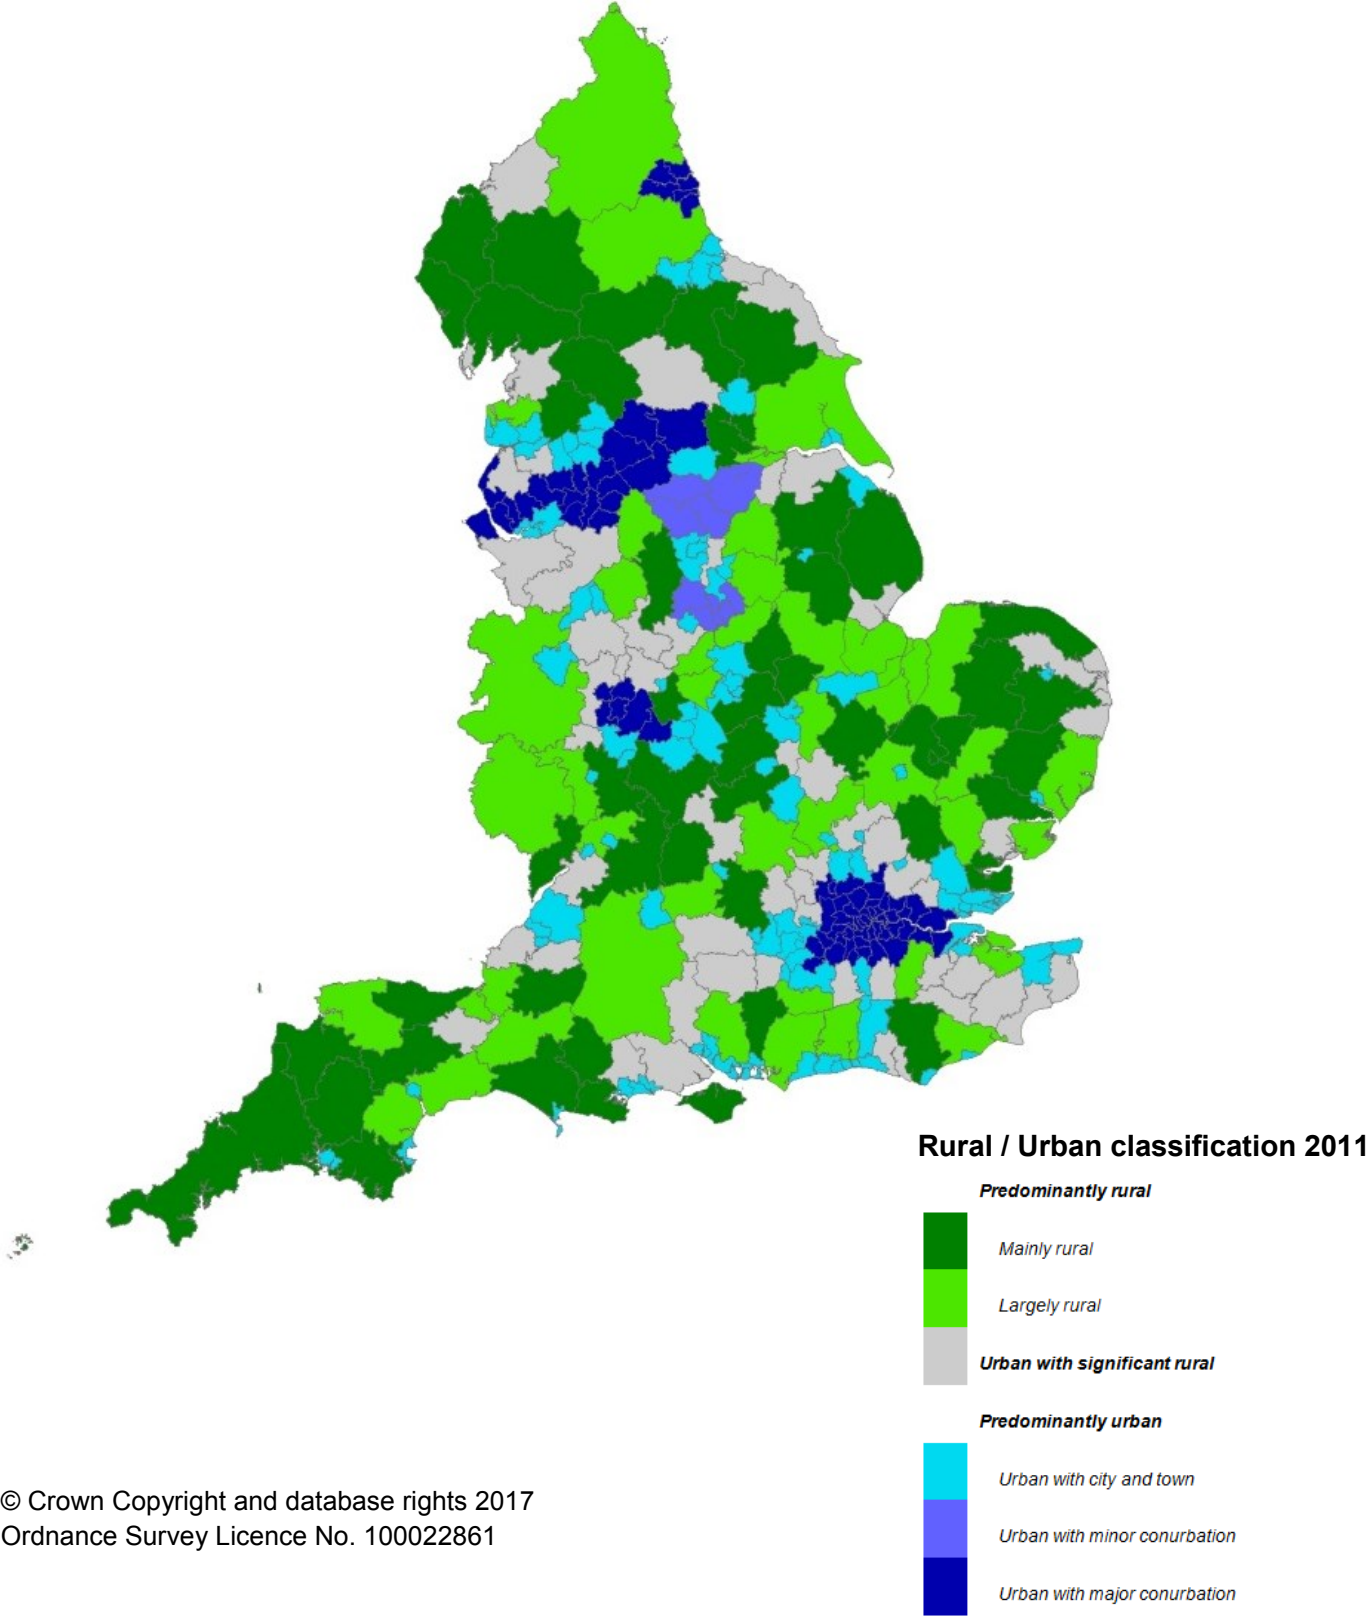 Rural / Urban classification 2011
Predominantly rural
Mainly rural
Largely rural
Urban with significant rural
Predominantly urban
Urban with city and town
Urban with minor conurbation
Urban with major conurbation
© Crown Copyright and database rights 2017
Ordnance Survey Licence No. 100022861